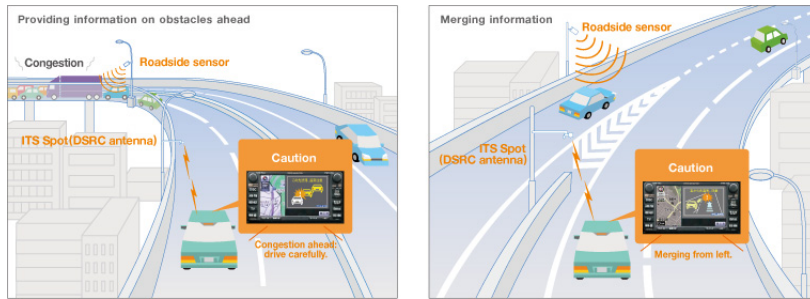 Providing information on obstacles ahead
Congestion
Roadside sensor
ITS Spot(DSRC antenna)
Caution
Congestion ahead:
drive carefully.
Merging information
Roadside sensor
ITS Spot
(DSRC antenna)
Caution
Merging from left.